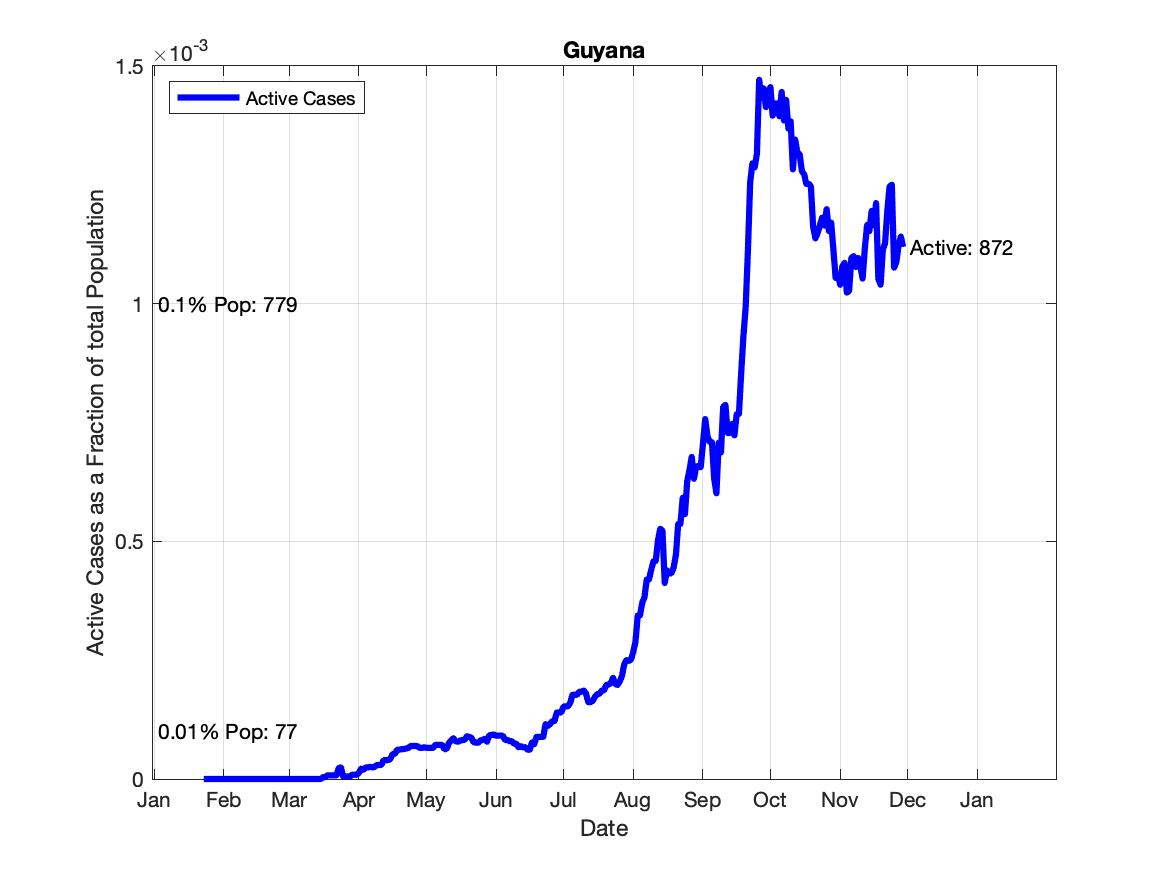 Guyana
×10-3
1.5
Active Cases
1
0.1% Pop: 779
Active: 872
0.5
0.01% Pop: 77
0
Jan Feb Mar Apr May Jun Jul Aug Sep Oct Nov Dec Jan
Date
Active Cases as a Fraction of total Population